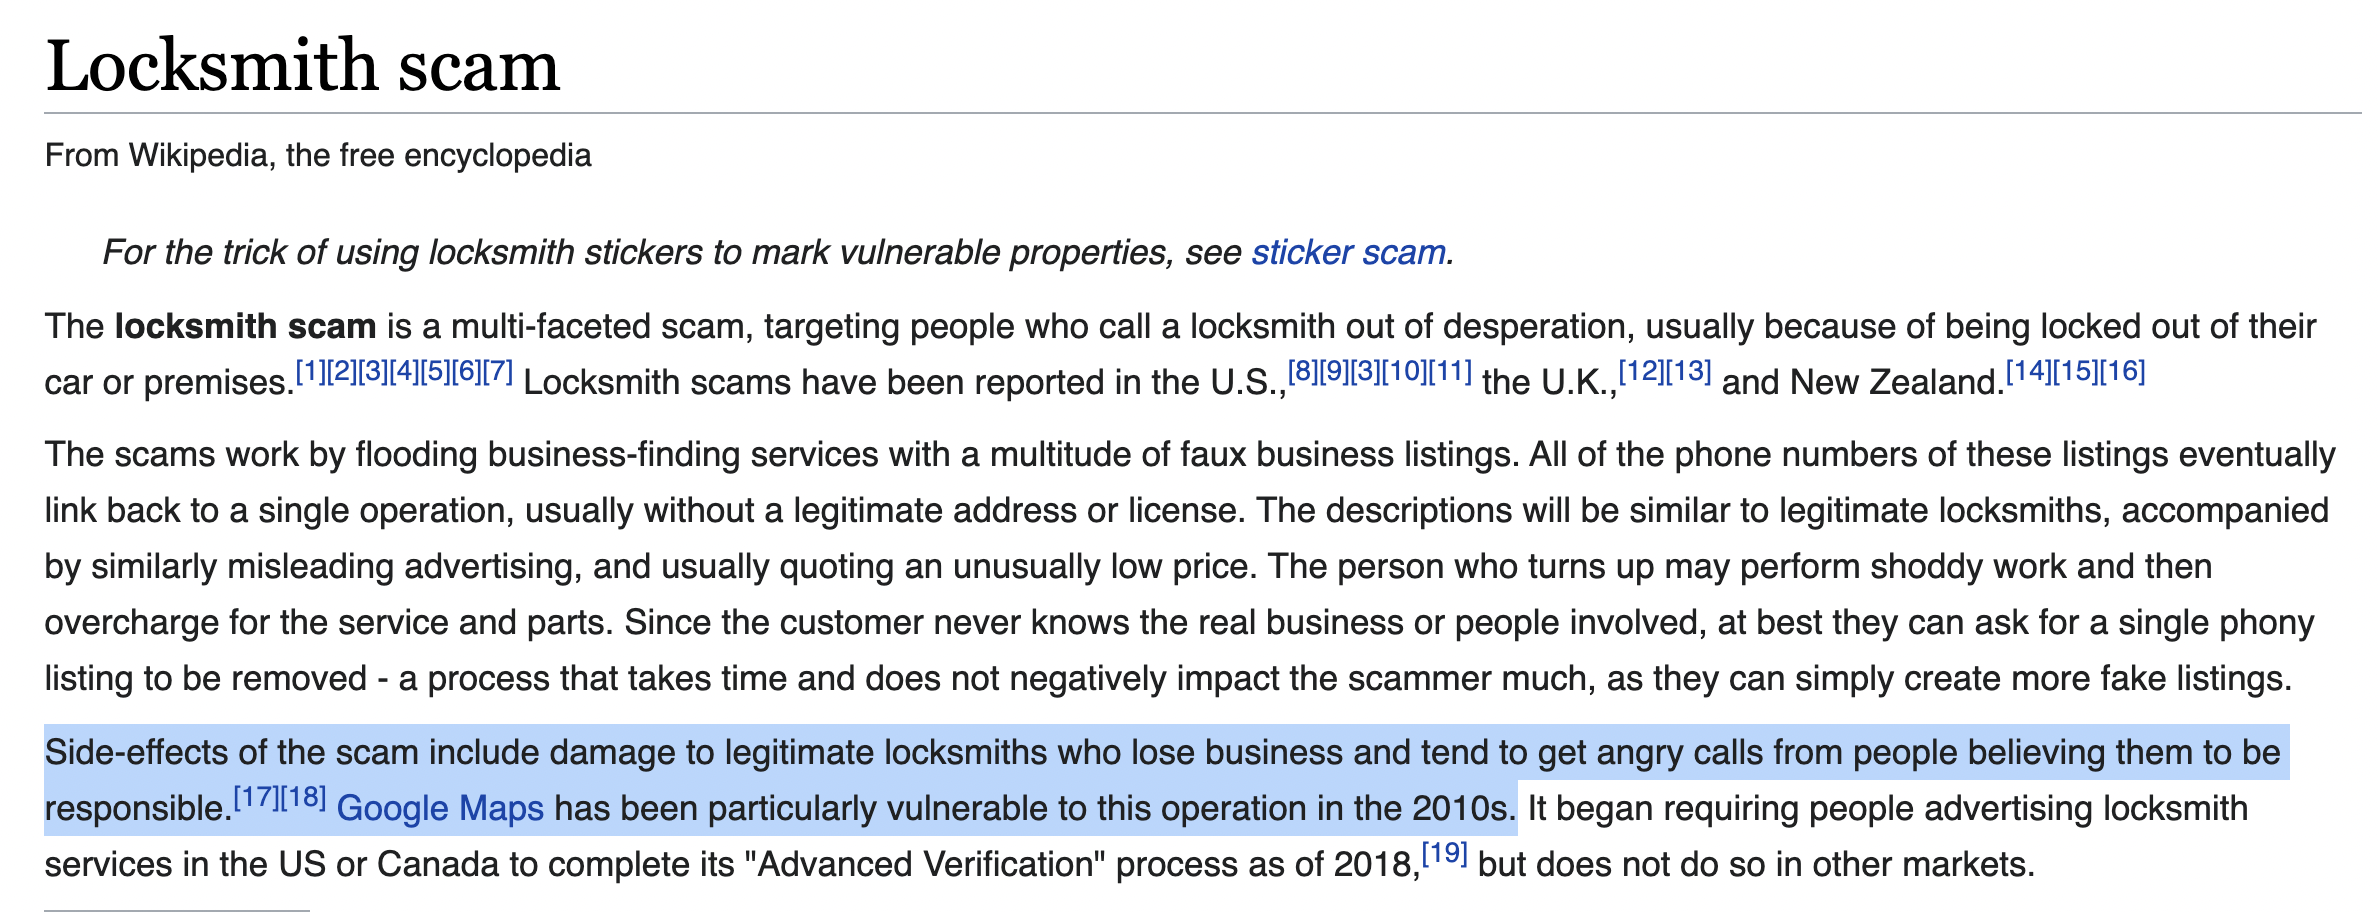 Locksmith scam
From Wikipedia, the free encyclopedia
For the trick of using locksmith stickers to mark vulnerable properties, see sticker scam.
The locksmith scam is a multi-faceted scam, targeting people who call a locksmith out of desperation, usually because of being locked out of their
car or premises.[1][2][3][4][5][6][7] Locksmith scams have been reported in the U.S.,[8][9][3][10][11] the U.K.,[12][13] and New Zealand.[14][15][16]
The scams work by flooding business-finding services with a multitude of faux business listings. All of the phone numbers of these listings eventually
link back to a single operation, usually without a legitimate address or license. The descriptions will be similar to legitimate locksmiths, accompanied
by similarly misleading advertising, and usually quoting an unusually low price. The person who turns up may perform shoddy work and then
overcharge for the service and parts. Since the customer never knows the real business or people involved, at best they can ask for a single phony
listing to be removed - a process that takes time and does not negatively impact the scammer much, as they can simply create more fake listings.
Side-effects of the scam include damage to legitimate locksmiths who lose business and tend to get angry calls from people believing them to be
responsible.[17][18] Google Maps has been particularly vulnerable to this operation in the 2010s. It began requiring people advertising locksmith
services in the US or Canada to complete its "Advanced Verification" process as of 2018,[19] but does not do so in other markets.